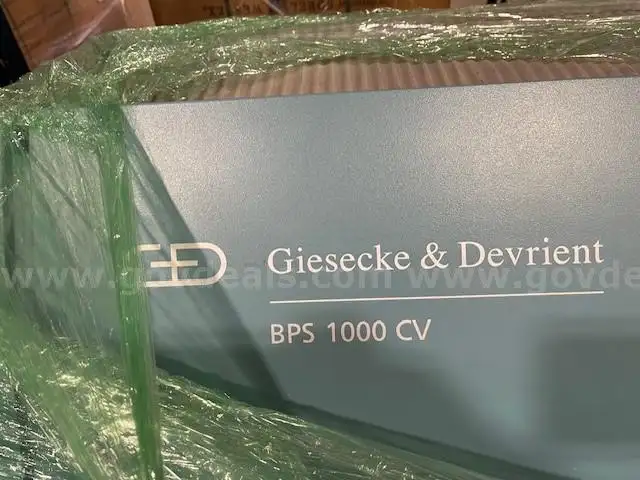 Giesecke & Devrient
www.govdeals.com www.govde
BPS 1000 CV